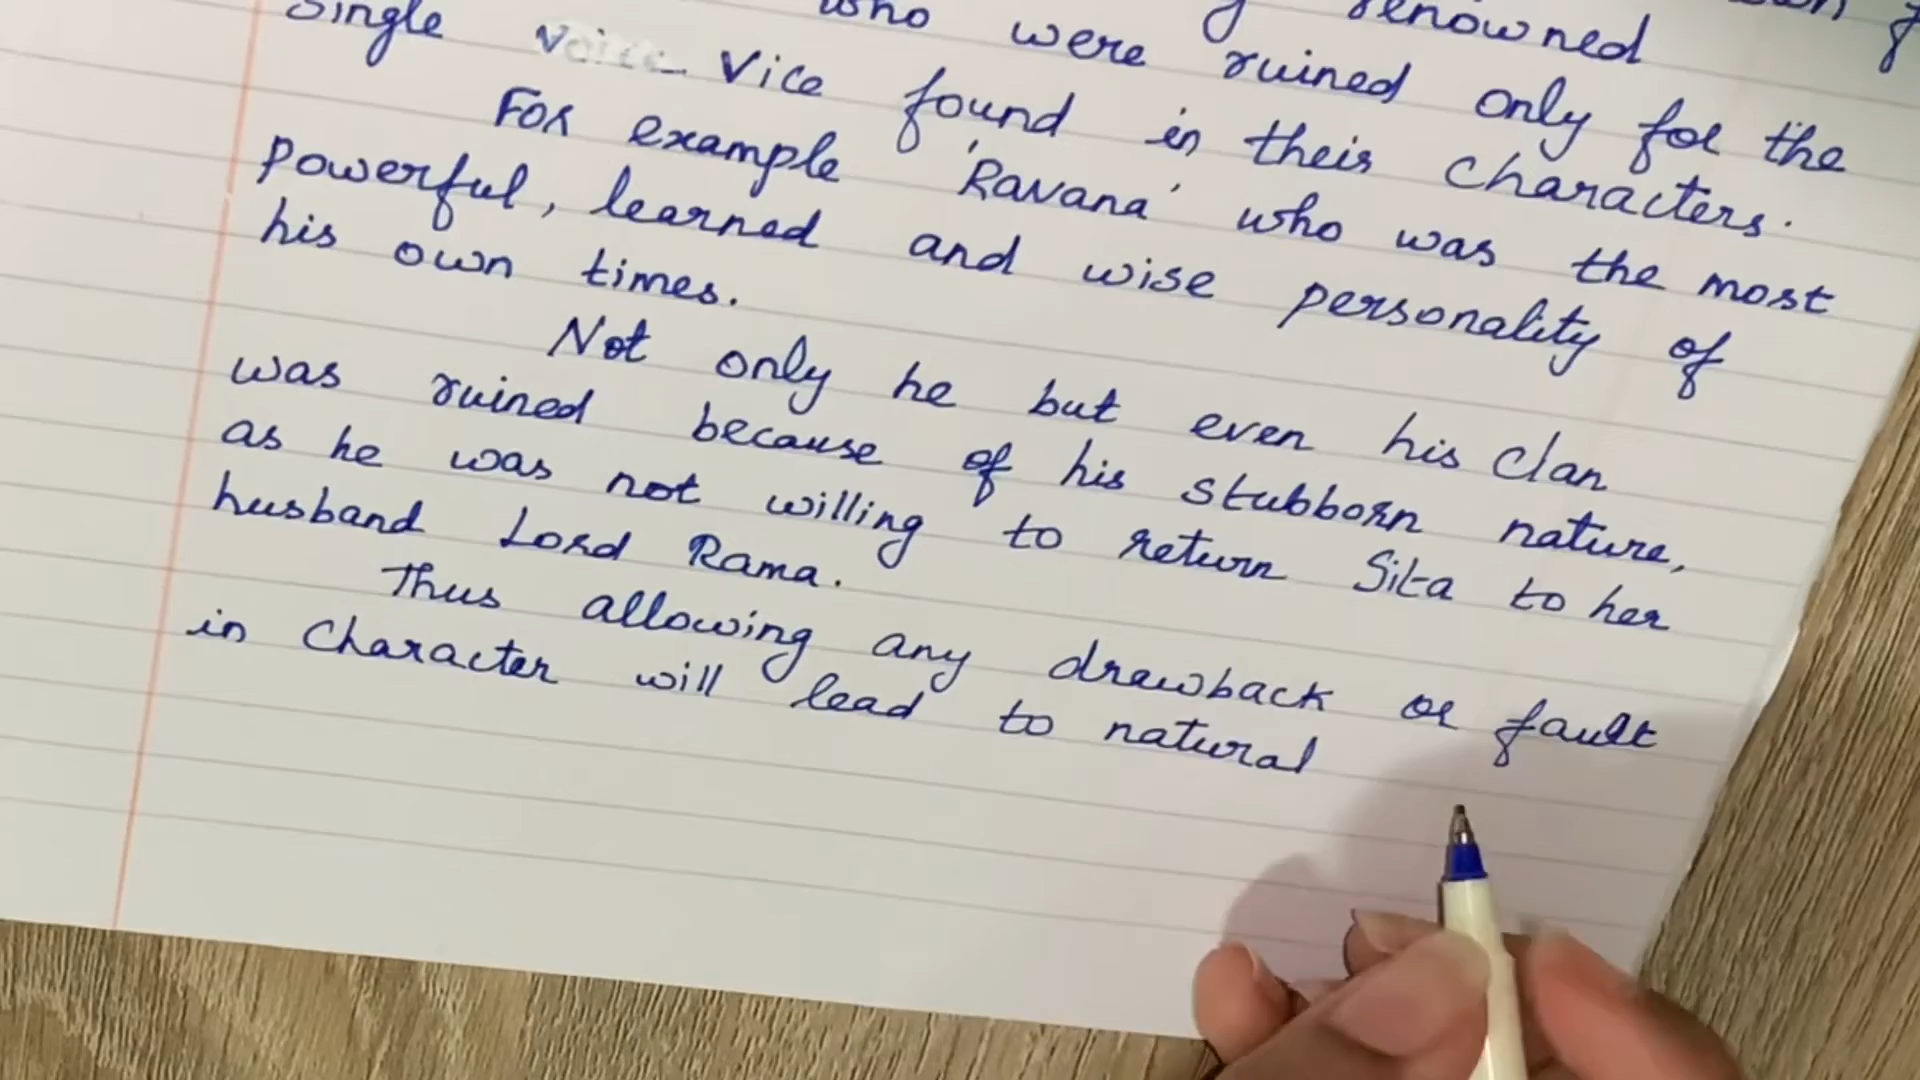 renowned
who were ruined only for the
Single Vice found in their characters.
For example 'Ravana' who was the most
powerful, learned and wise personality of
his own times.
Not only he but even his clan
was ruined because of his stubborn nature,
as he was not willing to return Sita to her
husband Lord Rama.
Thus allowing any drawback or fault
in character will lead to natural